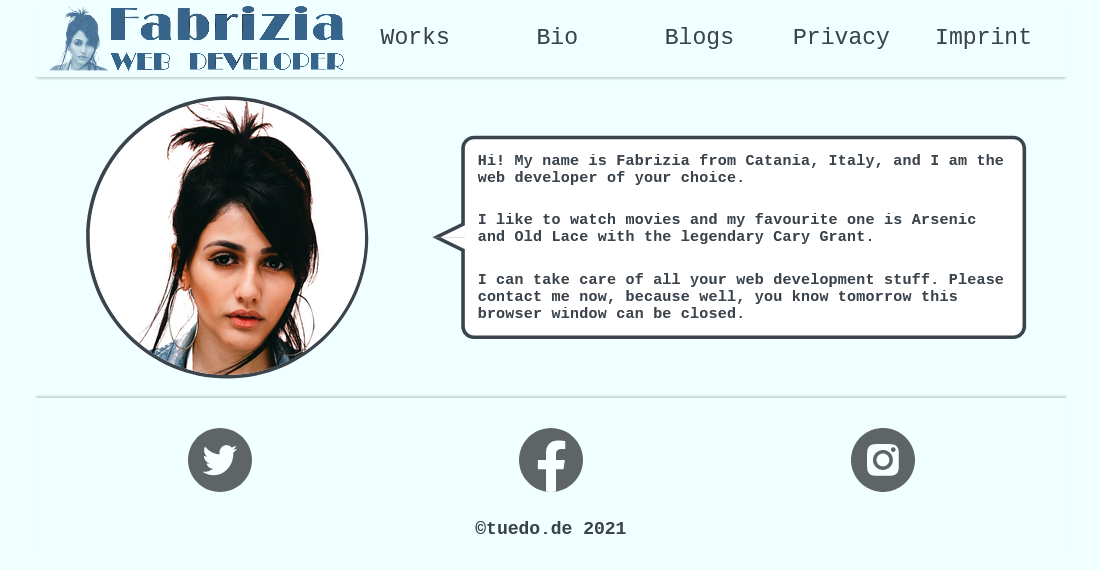 Fabrizia
WEB DEVELOPER
Works Bio Blogs Privacy Imprint
Hi! My name is Fabrizia from Catania, Italy, and I am the
web developer of your choice.
I like to watch movies and my favourite one is Arsenic
and Old Lace with the legendary Cary Grant.
I can take care of all your web development stuff. Please
contact me now, because well, you know tomorrow this
browser window can be closed.
©tuedo.de 2021